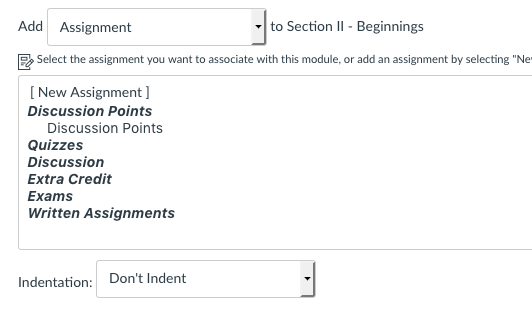 Add Assignment to Section II - Beginnings
Select the assignment you want to associate with this module, or add an assignment by selecting "Ne
[ New Assignment ]
Discussion Points
Discussion Points
Quizzes
Discussion
Extra Credit
Exams
Written Assignments
Indentation: Don't Indent